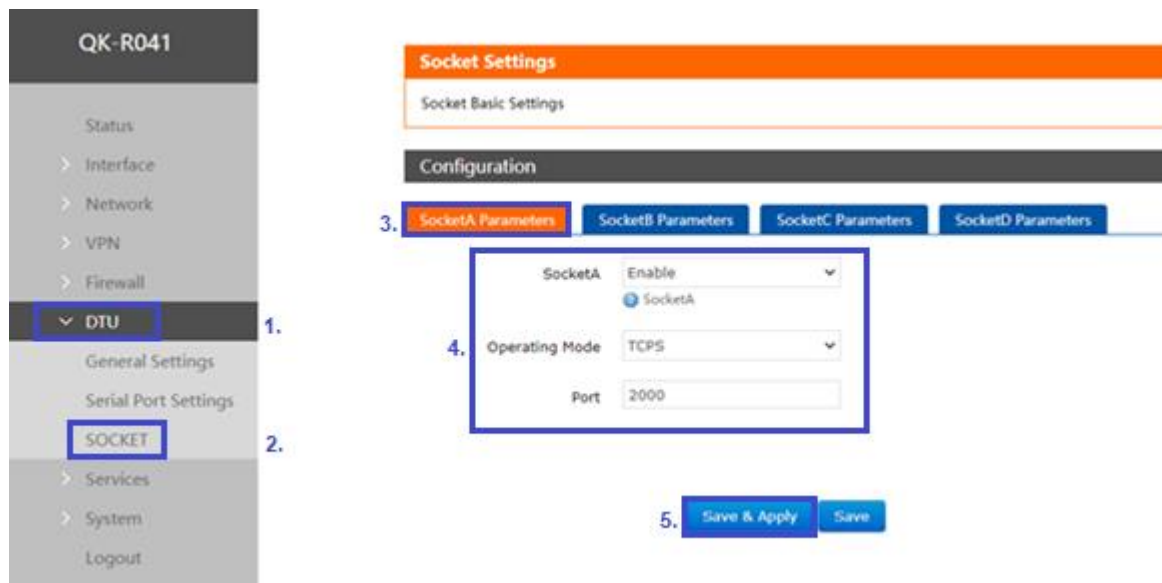 QK-R041
Status
Interface
Network
VPN
Firewall
DTU
1.
General Settings
Serial Port Settings
SOCKET
2.
Services
System
Logout
Socket Settings
Socket Basic Settings
Configuration
3.
SocketA Parameters
SocketB Parameters
SocketC Parameters
SocketD Parameters
SocketA
Enable
SocketA
4.
Operating Mode
TCPS
Port
2000
5.
Save & Apply
Save